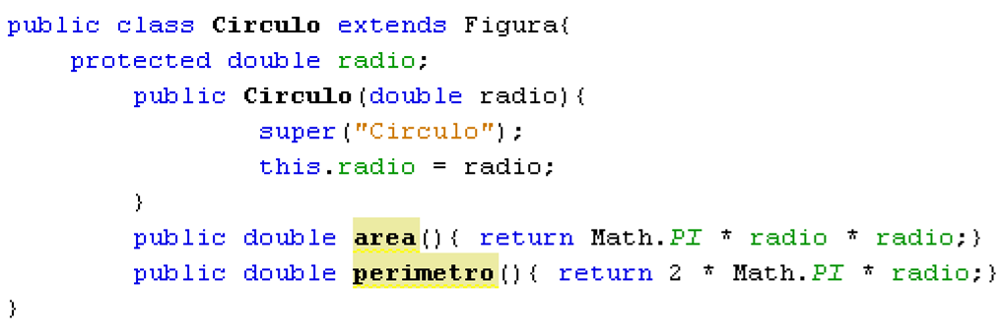 public class Circulo extends Figura{
protected double radio;
public Circulo(double radio){
super("Circulo");
this.radio = radio;
}
public double area(){ return Math.PI * radio * radio;}
public double perimetro(){ return 2 * Math.PI * radio;}
}